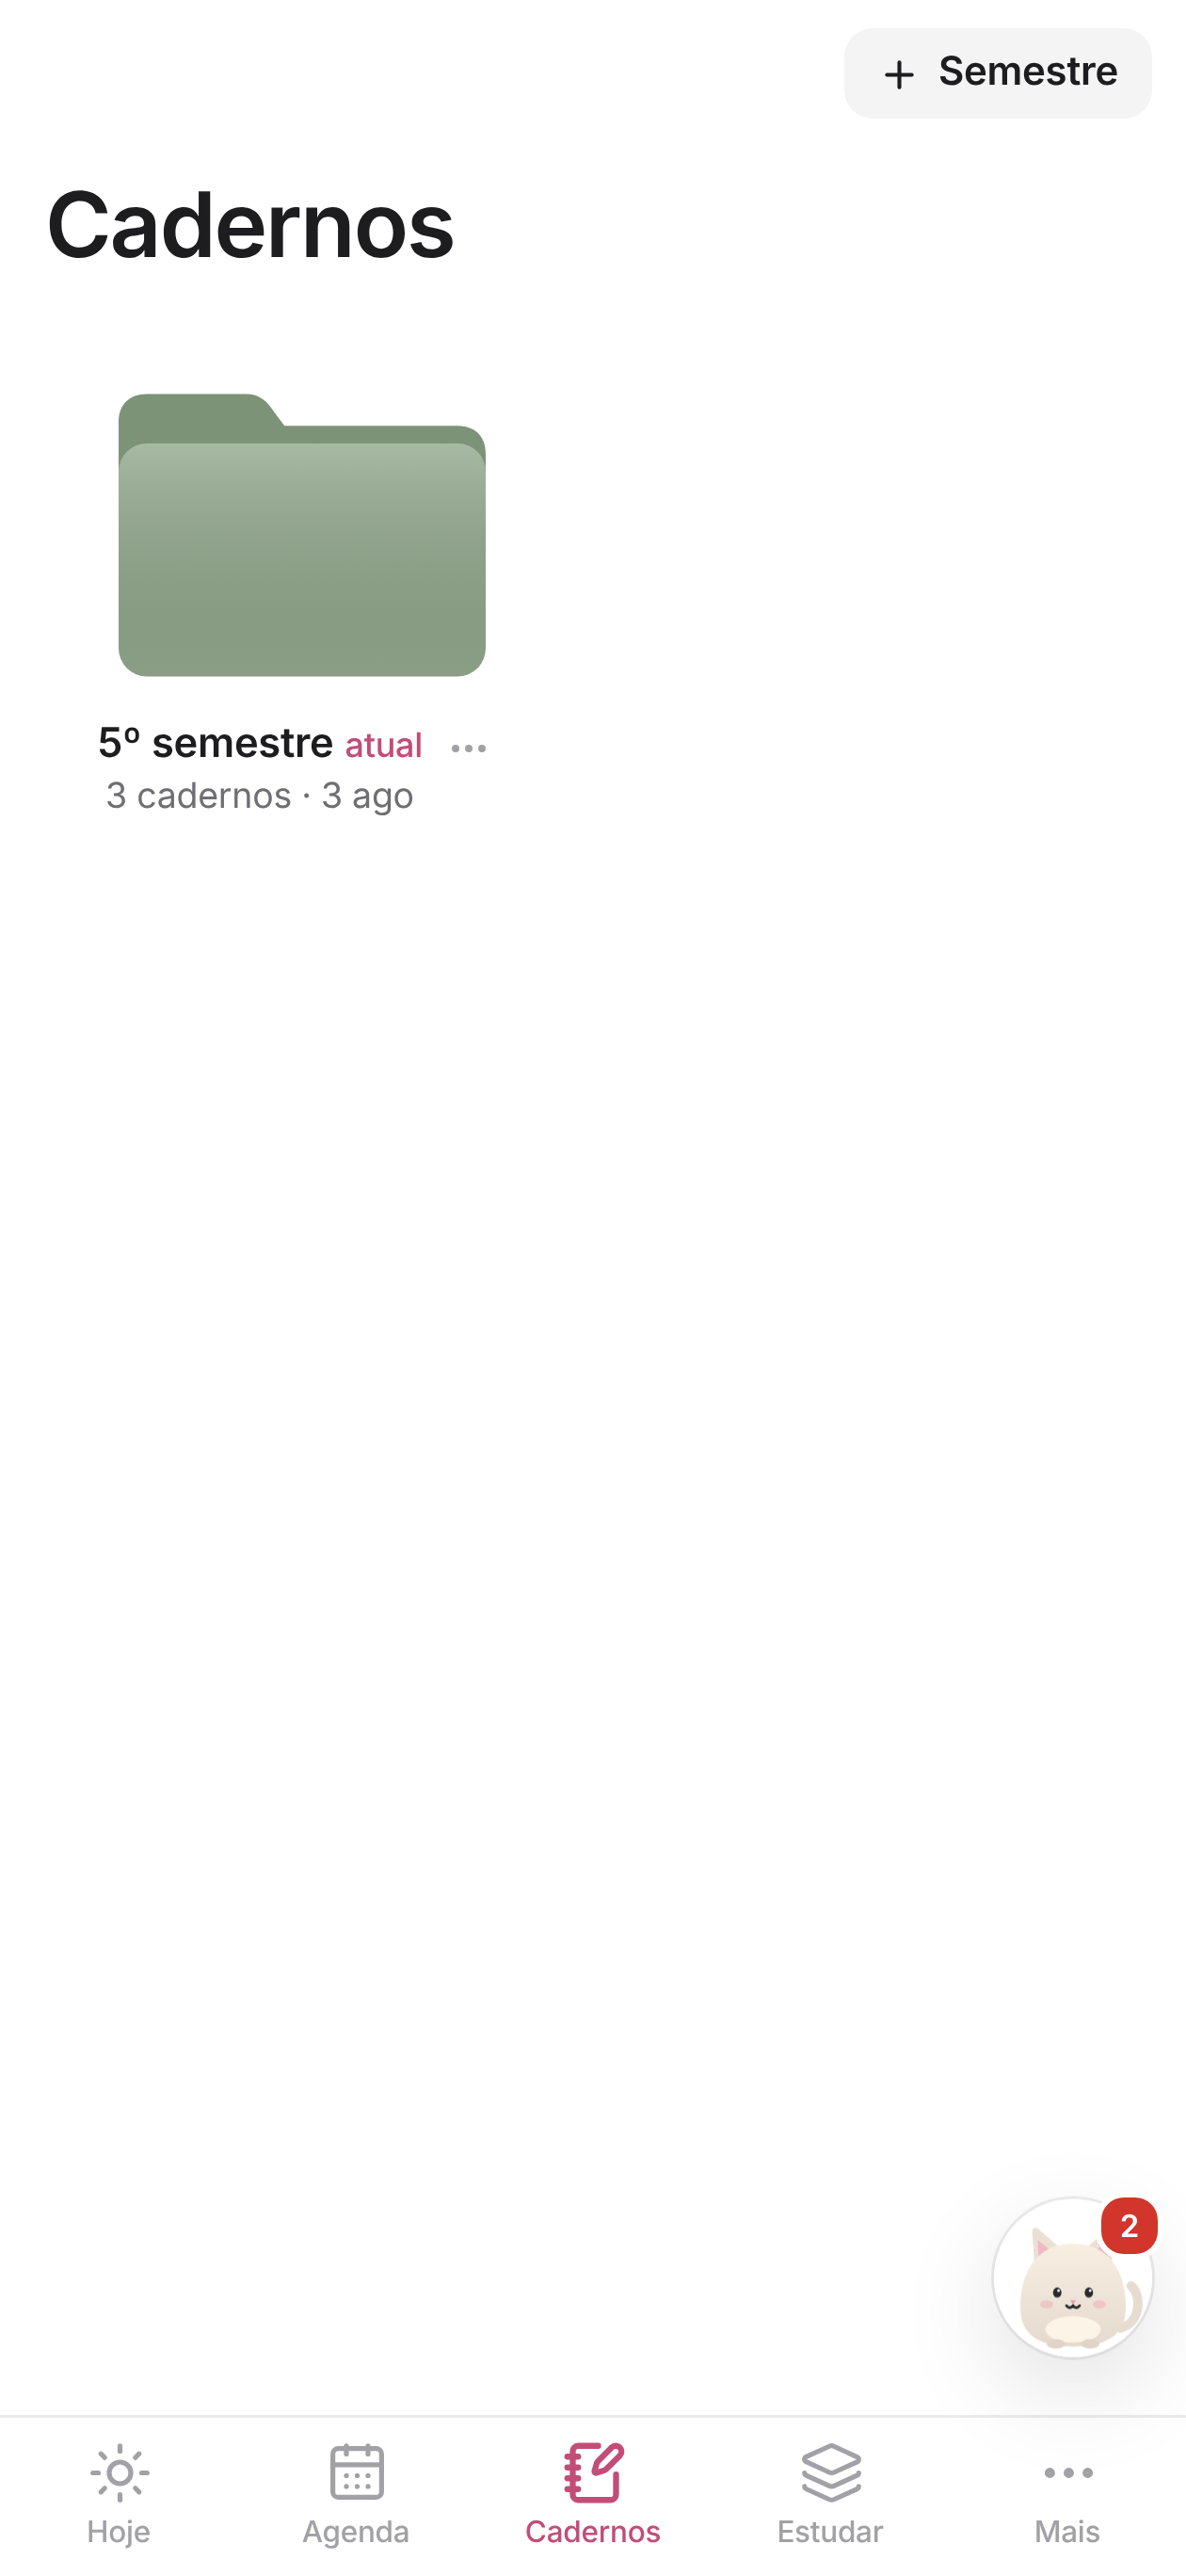 + Semestre
Cadernos
5º semestre atual ...
3 cadernos · 3 ago
2
Hoje
Agenda
Cadernos
Estudar
Mais